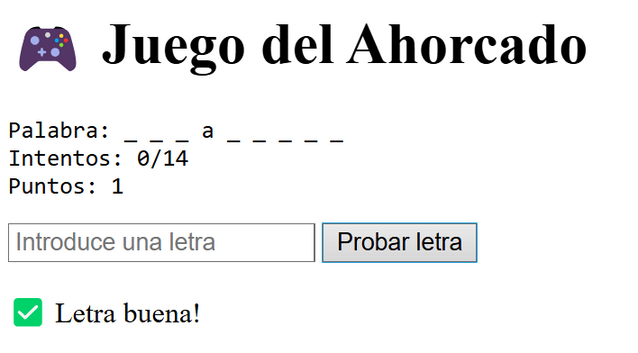 🎮 Juego del Ahorcado
Palabra: _ _ _ a _ _ _ _ _
Intentos: 0/14
Puntos: 1
Introduce una letra Probar letra
✅ Letra buena!